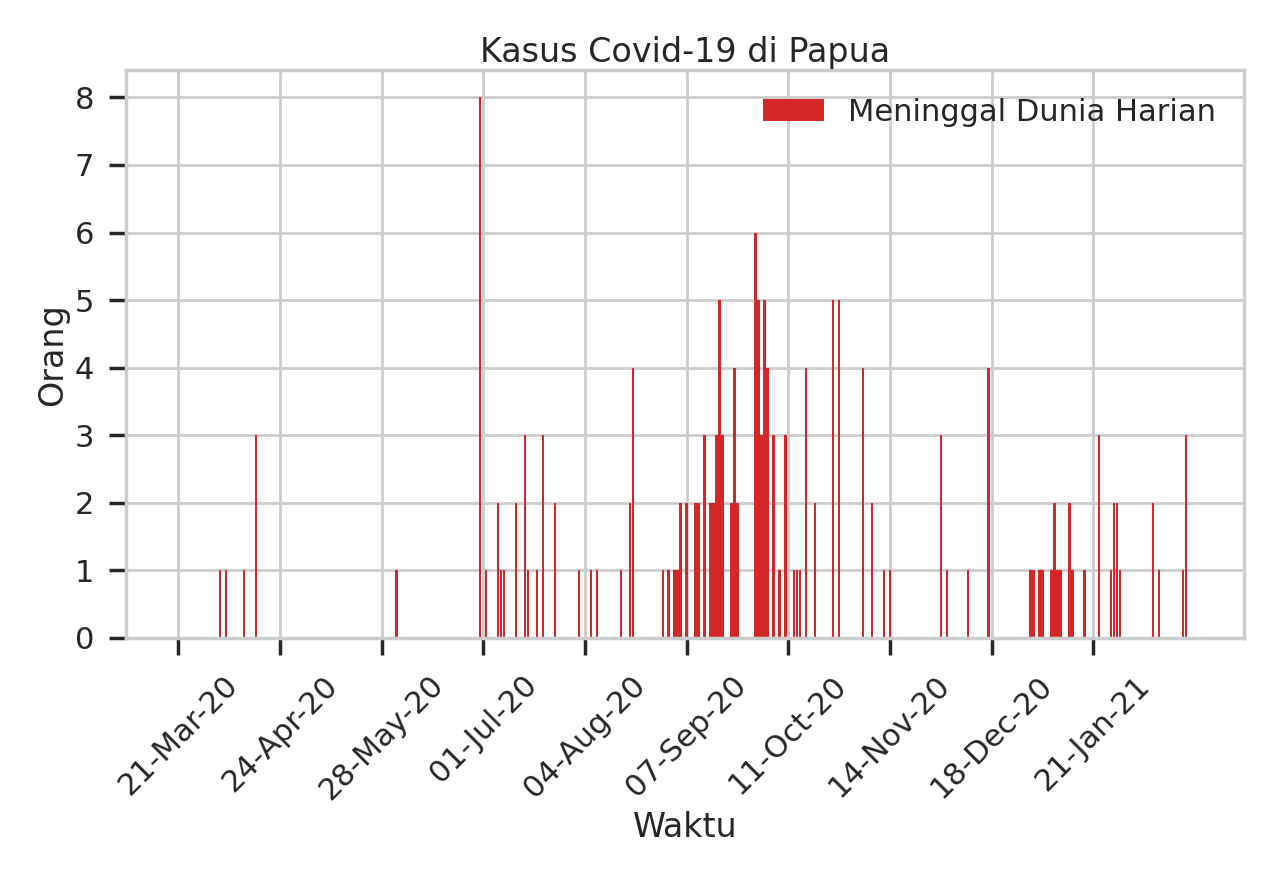 Kasus Covid-19 di Papua
Meninggal Dunia Harian
8
7
6
5
4
3
2
1
0
Orang
21-Mar-20
24-Apr-20
28-May-20
01-Jul-20
04-Aug-20
07-Sep-20
11-Oct-20
14-Nov-20
18-Dec-20
21-Jan-21
Waktu